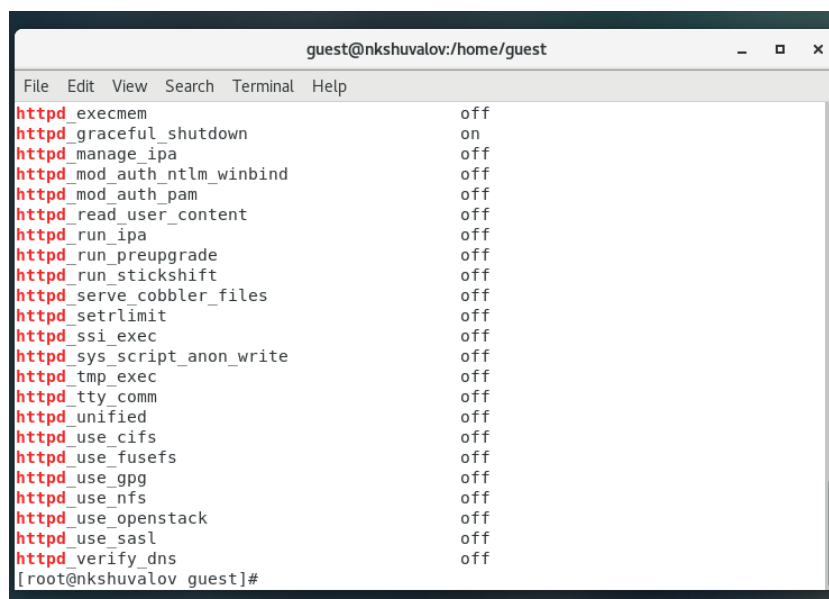 guest@nkshuvalov:/home/guest
File Edit View Search Terminal Help
httpd_execmem off
httpd_graceful_shutdown on
httpd_manage_ipa off
httpd_mod_auth_ntlm_winbind off
httpd_mod_auth_pam off
httpd_read_user_content off
httpd_run_ipa off
httpd_run_preupgrade off
httpd_run_stickshift off
httpd_serve_cobbler_files off
httpd_setrlimit off
httpd_ssi_exec off
httpd_sys_script_anon_write off
httpd_tmp_exec off
httpd_tty_comm off
httpd_unified off
httpd_use_cifs off
httpd_use_fusefs off
httpd_use_gpg off
httpd_use_nfs off
httpd_use_openstack off
httpd_use_sasl off
httpd_verify_dns off
[root@nkshuvalov guest]#